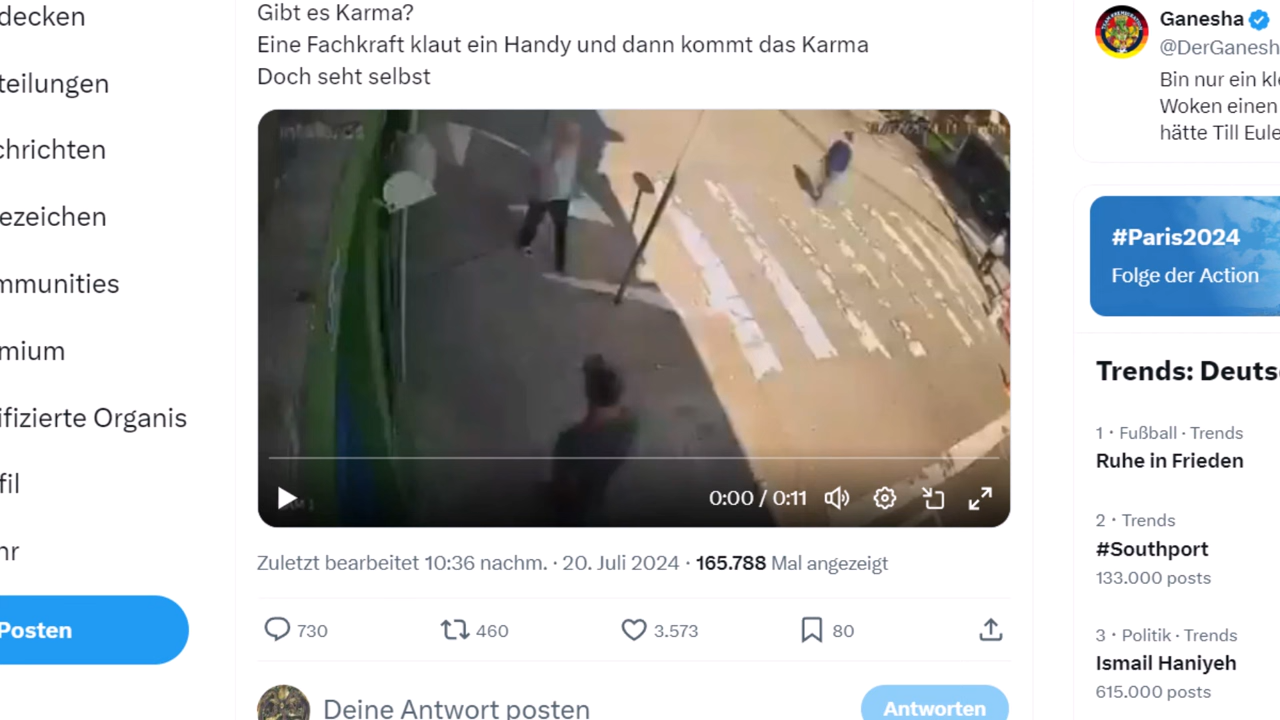 decken
teilungen
chrichten
ezeichen
mmunities
mium
ifizierte Organis
fil
hr
Posten
Gibt es Karma?
Eine Fachkraft klaut ein Handy und dann kommt das Karma
Doch seht selbst
0:00 / 0:11
Zuletzt bearbeitet 10:36 nachm. · 20. Juli 2024 · 165.788 Mal angezeigt
730 460 3.573 80
Deine Antwort posten
Antworten
Ganesha
@DerGanesh
Bin nur ein kl
Woken einen
hätte Till Eule
#Paris2024
Folge der Action
Trends: Deuts
1 · Fußball · Trends
Ruhe in Frieden
2 · Trends
#Southport
133.000 posts
3 · Politik · Trends
Ismail Haniyeh
615.000 posts